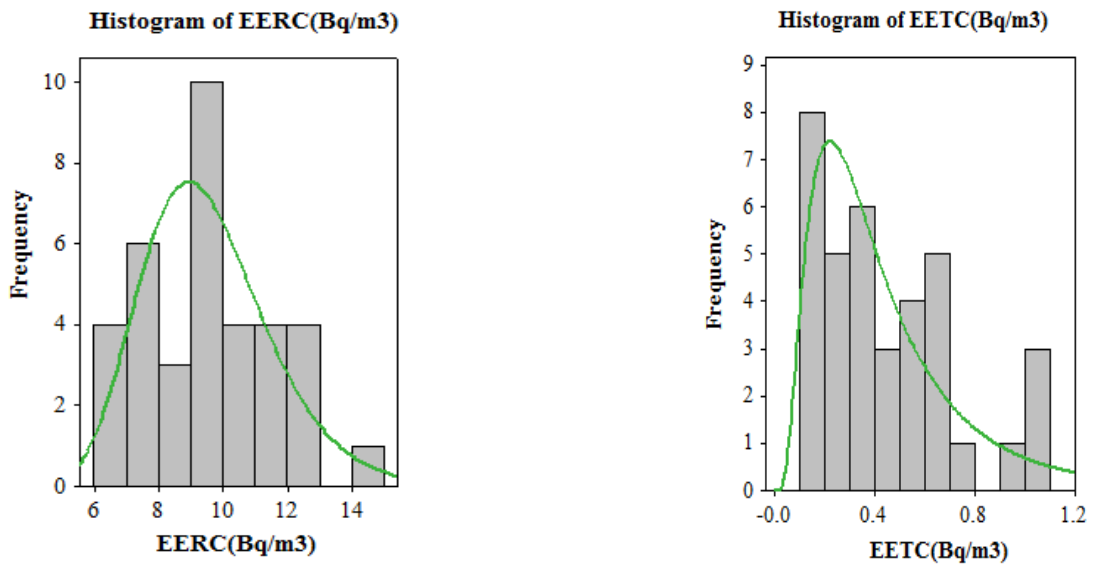 Histogram of EERC(Bq/m3)
Frequency
10
8
6
4
2
0
6 8 10 12 14
EERC(Bq/m3)
Histogram of EETC(Bq/m3)
Frequency
9
8
7
6
5
4
3
2
1
0
-0.0 0.4 0.8 1.2
EETC(Bq/m3)